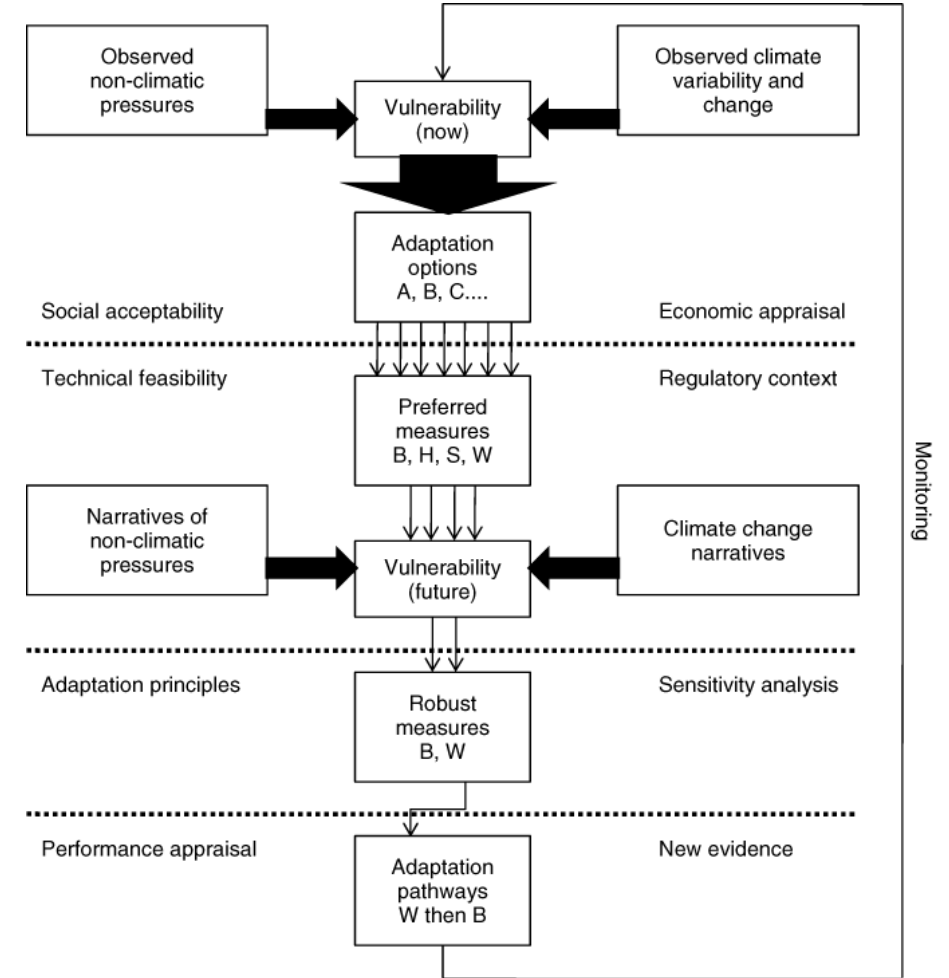 Observed
non-climatic
pressures
Vulnerability
(now)
Observed climate
variability and
change
Adaptation
options
A, B, C....
Social acceptability
Economic appraisal
Technical feasibility
Regulatory context
Preferred
measures
B, H, S, W
Monitoring
Narratives of
non-climatic
pressures
Vulnerability
(future)
Climate change
narratives
Adaptation principles
Sensitivity analysis
Robust
measures
B, W
Performance appraisal
New evidence
Adaptation
pathways
W then B